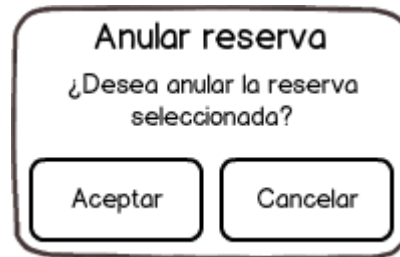 Anular reserva
¿Desea anular la reserva
seleccionada?
Aceptar
Cancelar